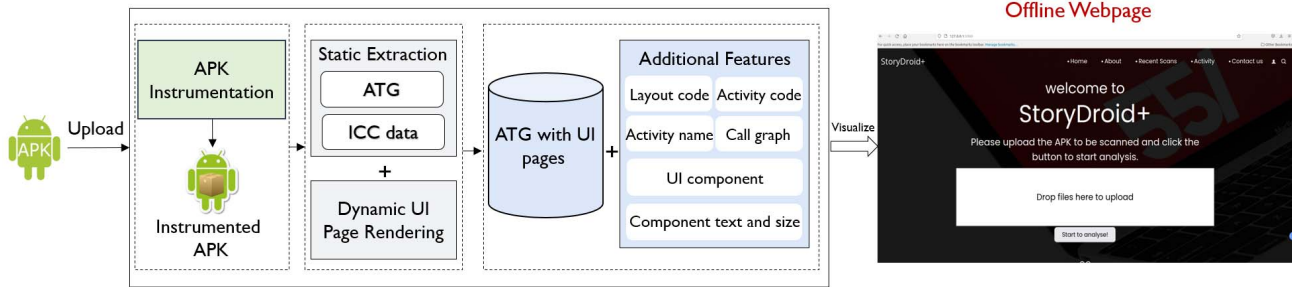 Offline Webpage
APK
Upload
APK
Instrumentation
Instrumented
APK
Static Extraction
ATG
ICC data
+
Dynamic UI
Page Rendering
ATG with UI
pages
+
Additional Features
Layout code
Activity code
Activity name
Call graph
UI component
Component text and size
Visualize
StoryDroid+
•Home •About •Recent Scans •Activity •Contact us
welcome to
StoryDroid+
Please upload the APK to be scanned and click the
button to start analysis.
Drop files here to upload
Start to analyse!